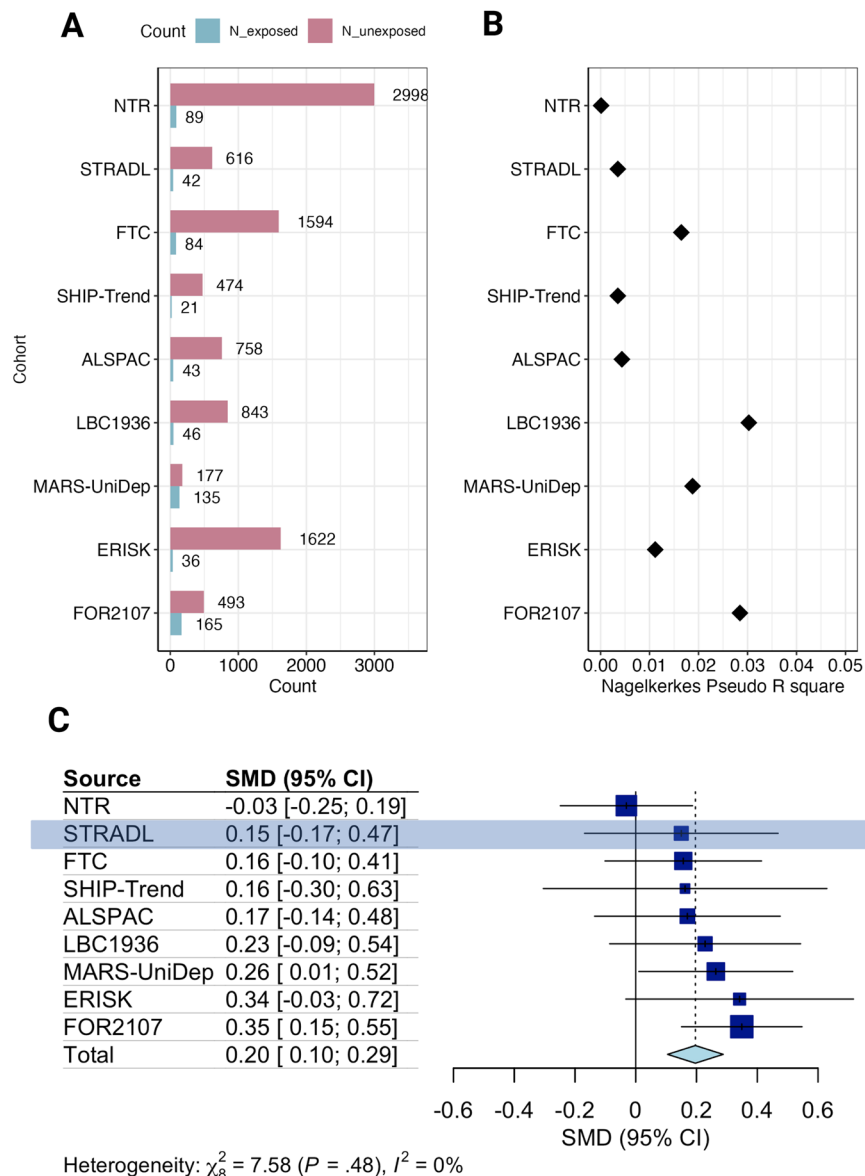 A
Count N_exposed N_unexposed
B
Cohort
NTR
2998
89
STRADL
616
42
FTC
1594
84
SHIP-Trend
474
21
ALSPAC
758
43
LBC1936
843
46
MARS-UniDep
177
135
ERISK
1622
36
FOR2107
493
165
0 1000 2000 3000
Count
NTR
STRADL
FTC
SHIP-Trend
ALSPAC
LBC1936
MARS-UniDep
ERISK
FOR2107
0.00 0.01 0.02 0.03 0.04 0.05
Nagelkerkes Pseudo R square
C
Source SMD (95% CI)
NTR -0.03 [-0.25; 0.19]
STRADL 0.15 [-0.17; 0.47]
FTC 0.16 [-0.10; 0.41]
SHIP-Trend 0.16 [-0.30; 0.63]
ALSPAC 0.17 [-0.14; 0.48]
LBC1936 0.23 [-0.09; 0.54]
MARS-UniDep 0.26 [ 0.01; 0.52]
ERISK 0.34 [-0.03; 0.72]
FOR2107 0.35 [ 0.15; 0.55]
Total 0.20 [ 0.10; 0.29]
-0.6 -0.4 -0.2 0 0.2 0.4 0.6
SMD (95% CI)
Heterogeneity: χ²₈ = 7.58 (P = .48), I² = 0%